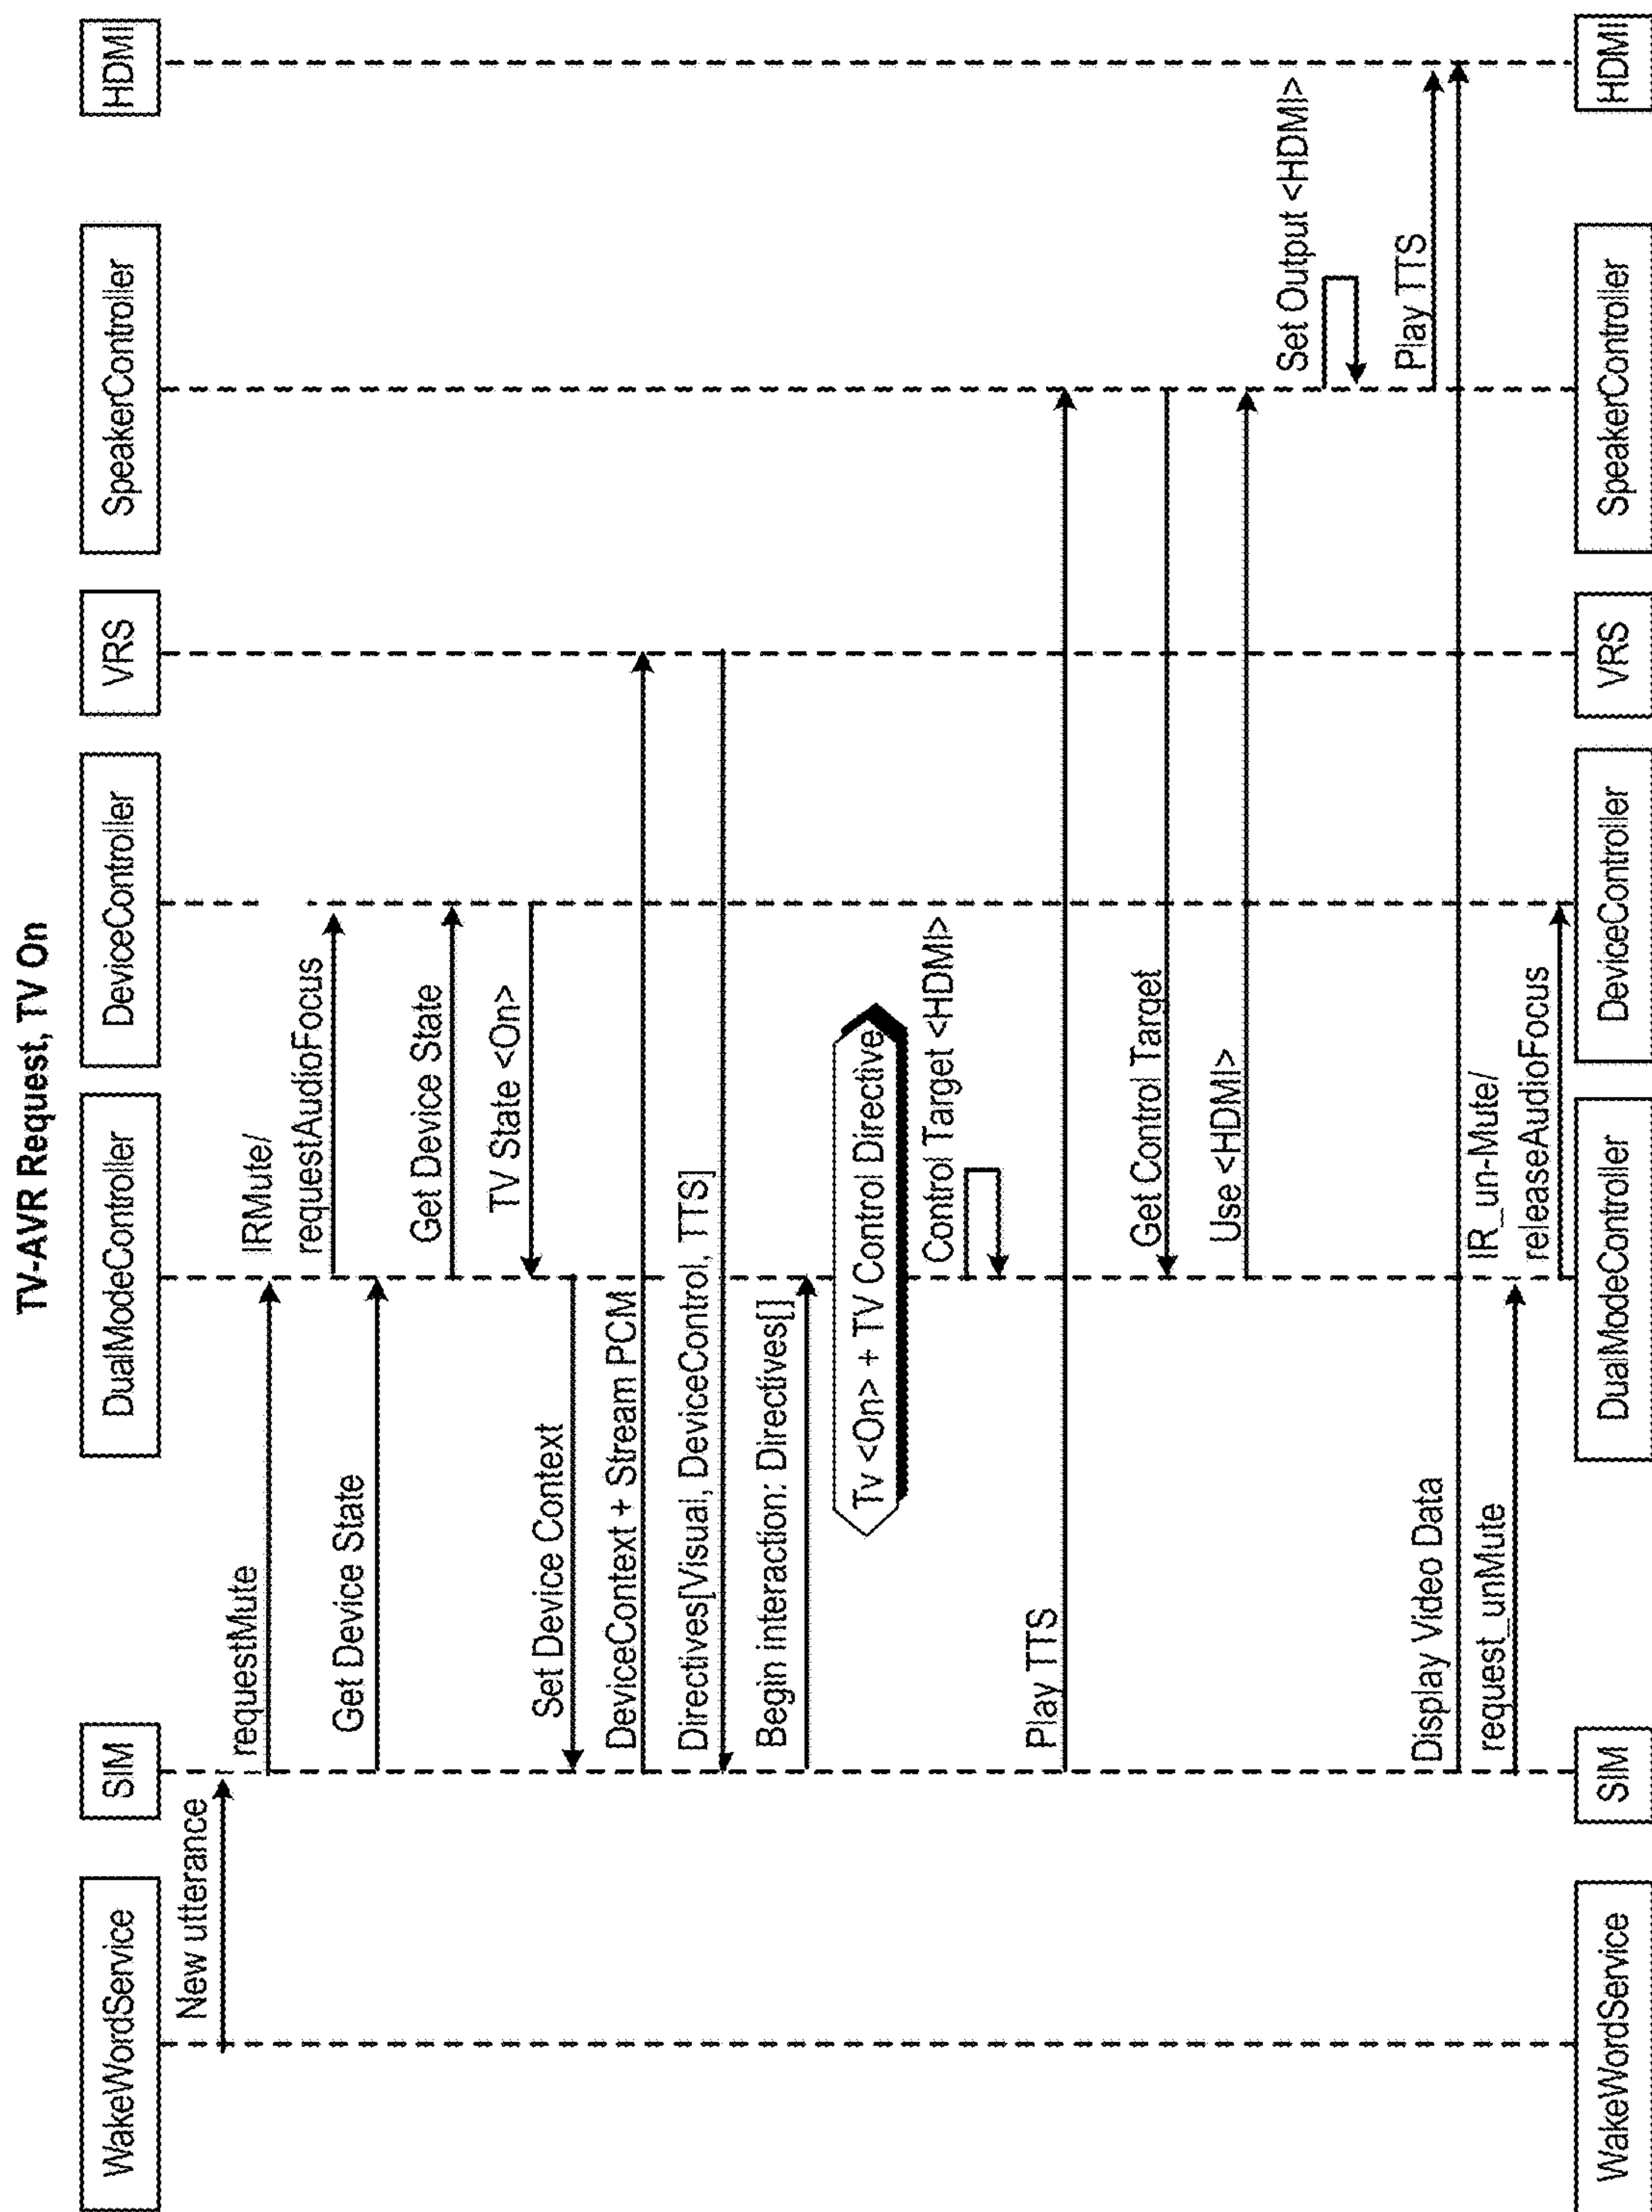 TV-AVR Request, TV On
WakeWordService
SIM
DualModeController
DeviceController
VRS
SpeakerController
HDMI
New utterance
requestMute
IRMute/
requestAudioFocus
Get Device State
Get Device State
TV State <On>
Set Device Context
DeviceContext + Stream PCM
Directives[Visual, DeviceControl, TTS]
Begin interaction: Directives[]
Tv <On> + TV Control Directive
Control Target <HDMI>
Play TTS
Get Control Target
Use <HDMI>
Set Output <HDMI>
Play TTS
Display Video Data
request_unMute
IR_un-Mute/
releaseAudioFocus
WakeWordService
SIM
DualModeController
DeviceController
VRS
SpeakerController
HDMI